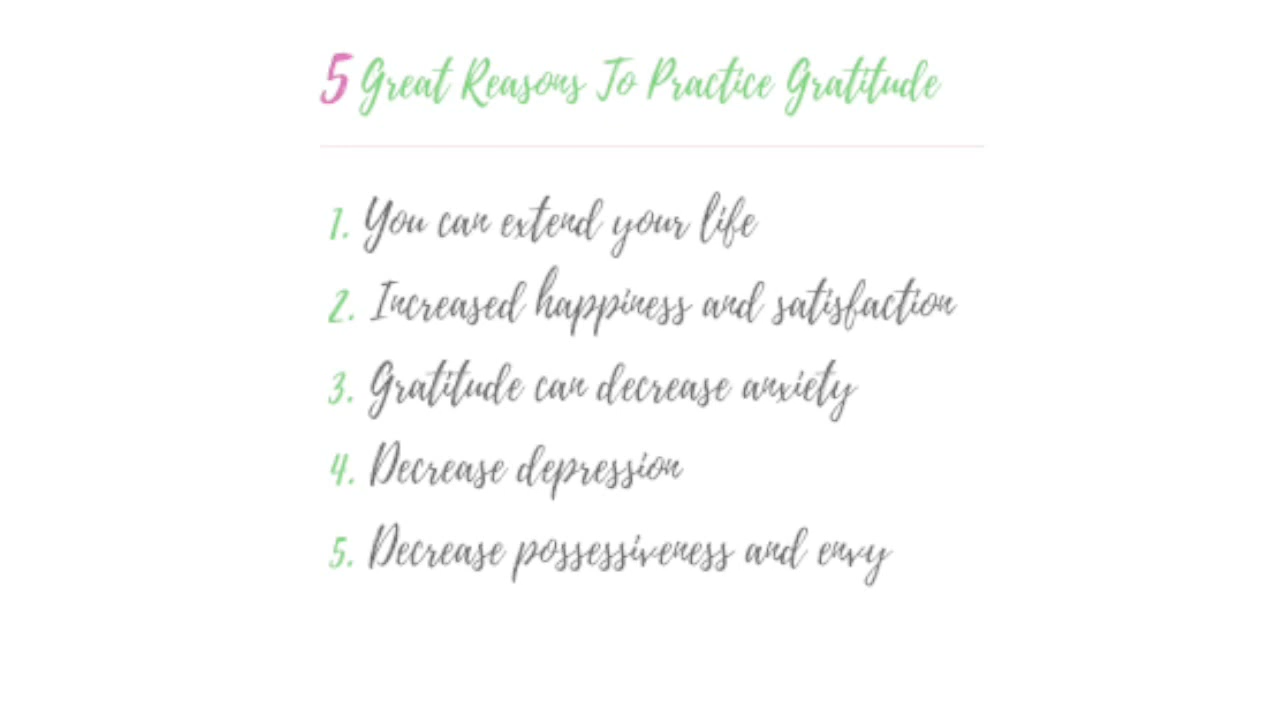 5 Great Reasons To Practice Gratitude
1. You can extend your life
2. Increased happiness and satisfaction
3. Gratitude can decrease anxiety
4. Decrease depression
5. Decrease possessiveness and envy